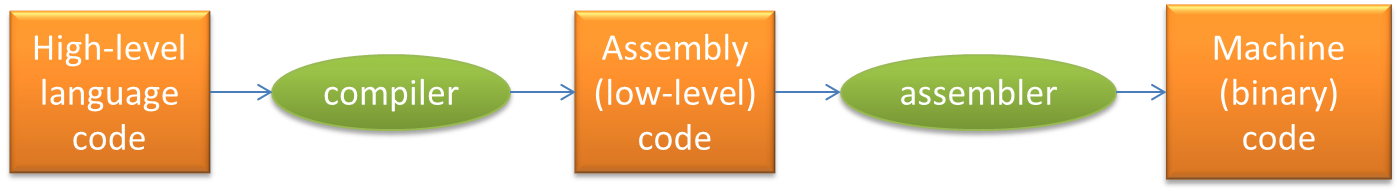 High-level
language
code
compiler
Assembly
(low-level)
code
assembler
Machine
(binary)
code